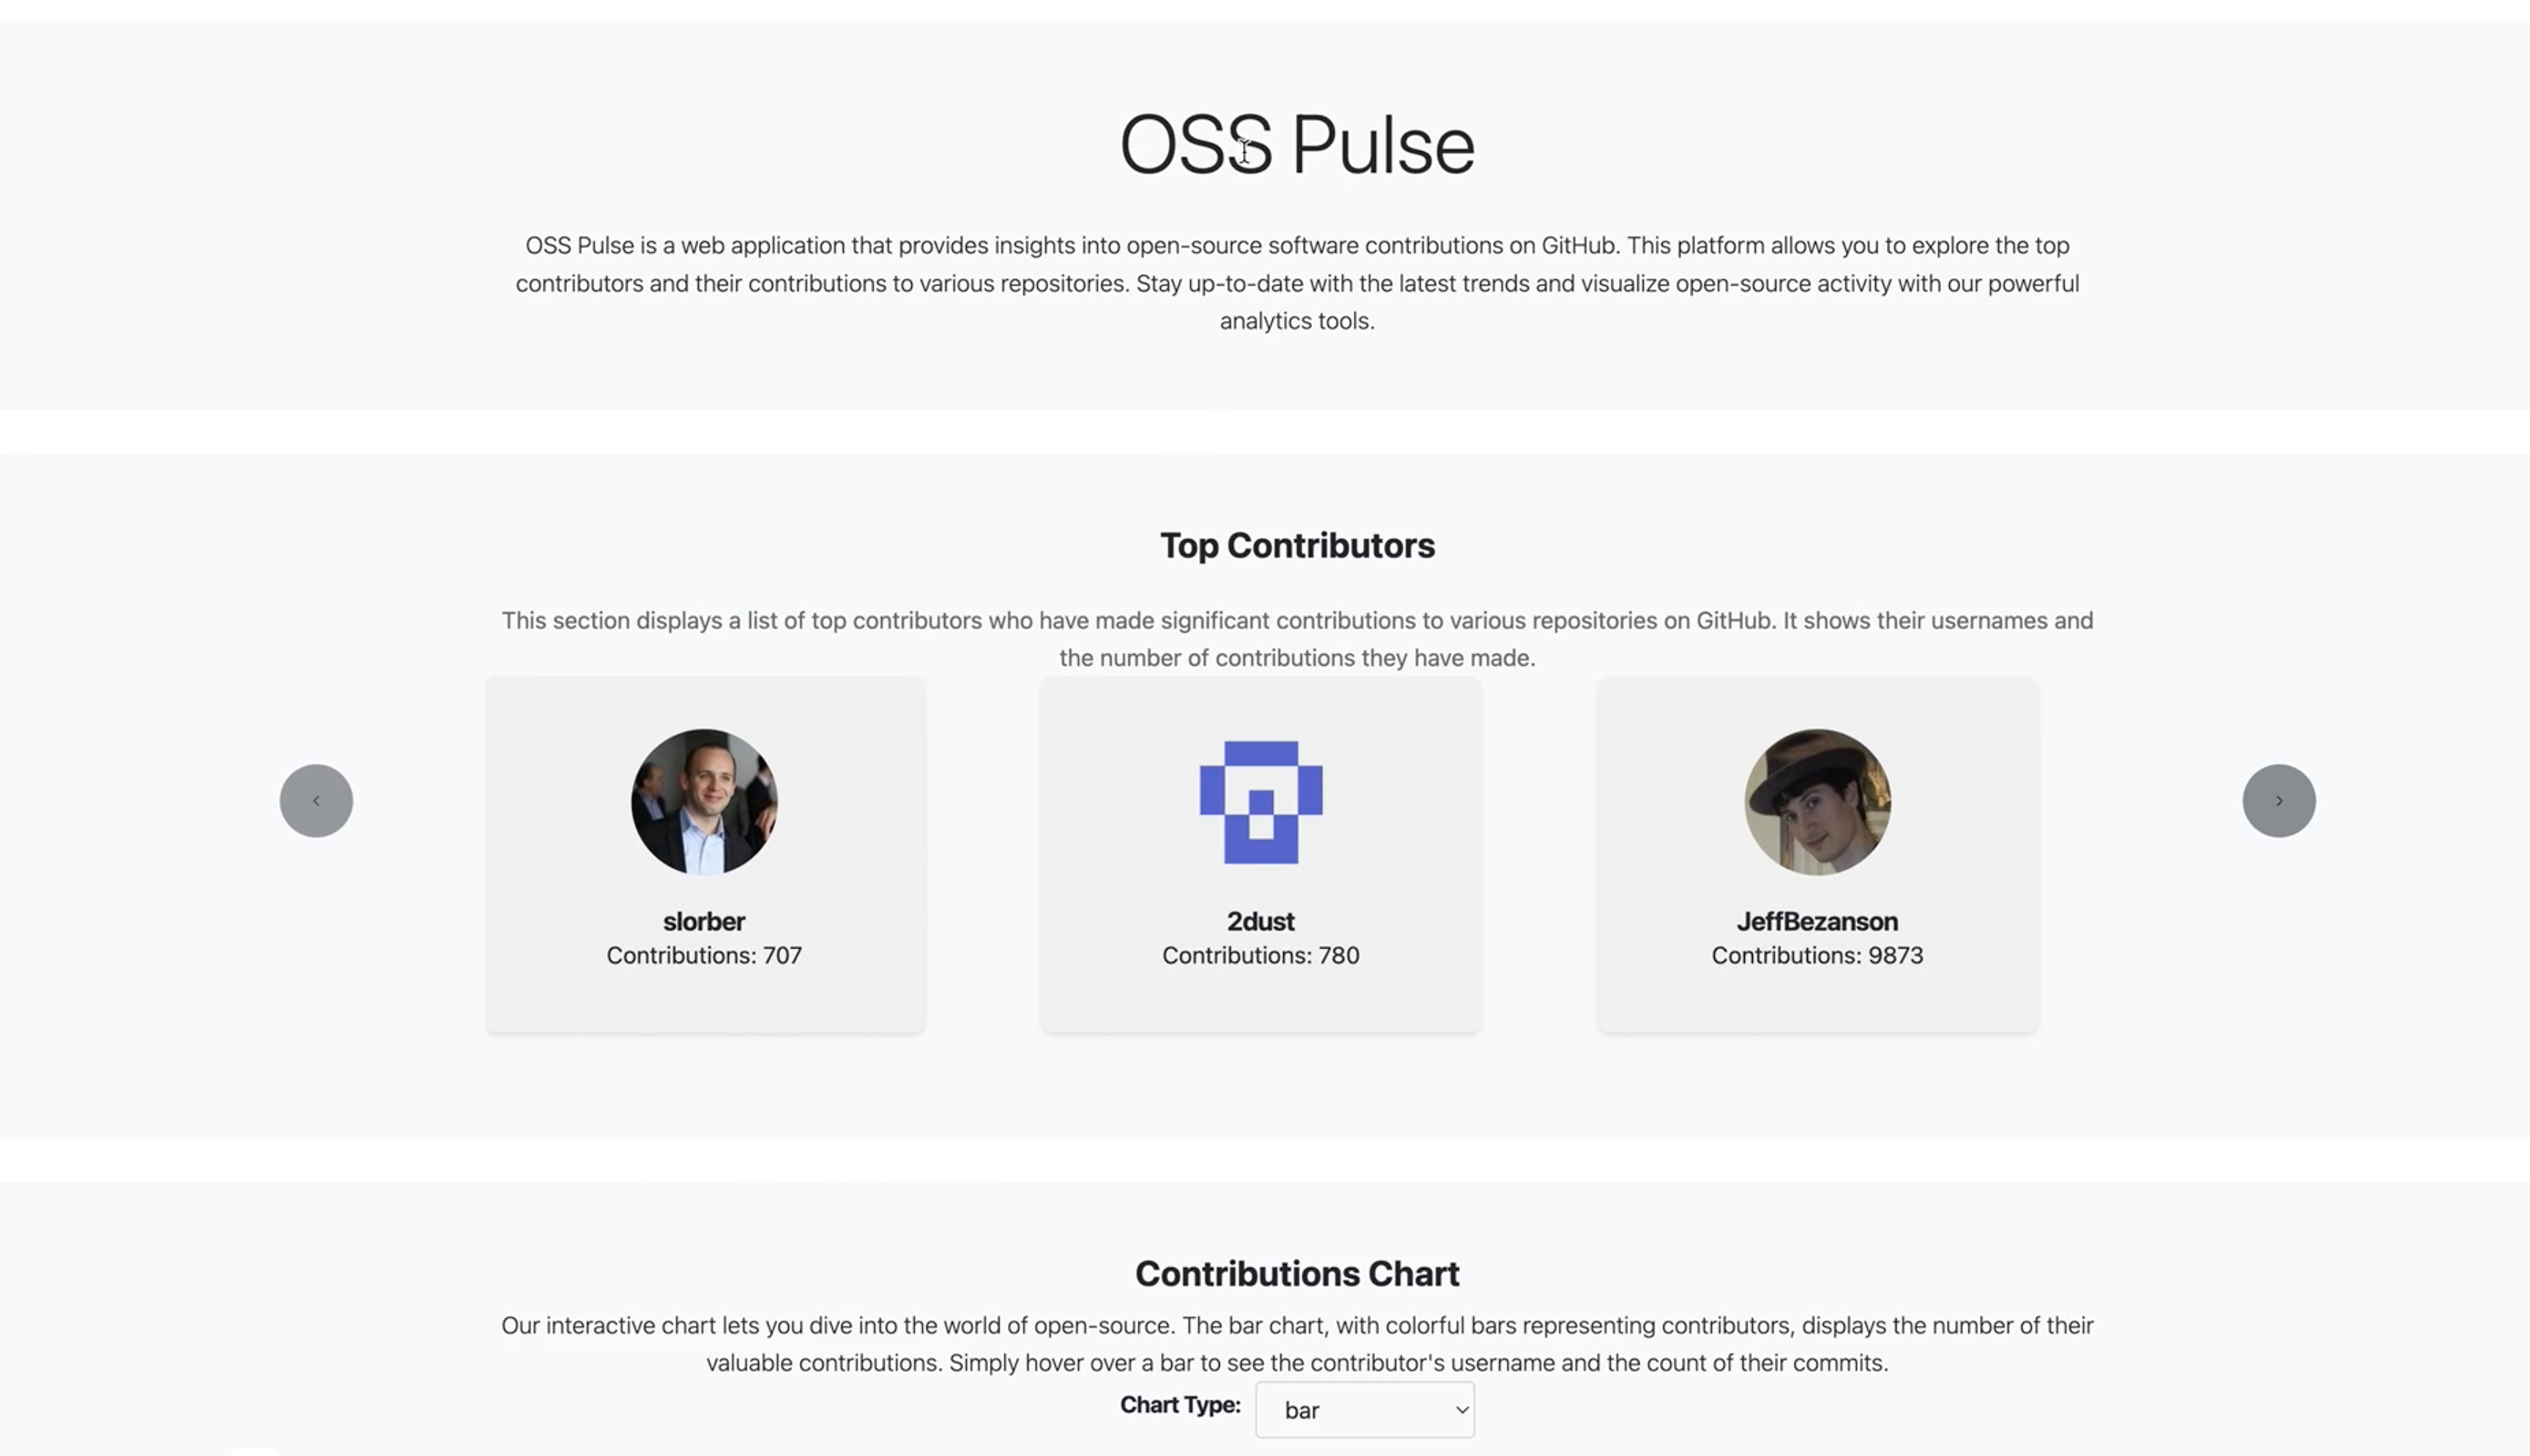 OSS Pulse
OSS Pulse is a web application that provides insights into open-source software contributions on GitHub. This platform allows you to explore the top
contributors and their contributions to various repositories. Stay up-to-date with the latest trends and visualize open-source activity with our powerful
analytics tools.
Top Contributors
This section displays a list of top contributors who have made significant contributions to various repositories on GitHub. It shows their usernames and
the number of contributions they have made.
slorber
Contributions: 707
2dust
Contributions: 780
JeffBezanson
Contributions: 9873
Contributions Chart
Our interactive chart lets you dive into the world of open-source. The bar chart, with colorful bars representing contributors, displays the number of their
valuable contributions. Simply hover over a bar to see the contributor's username and the count of their commits.
Chart Type: bar